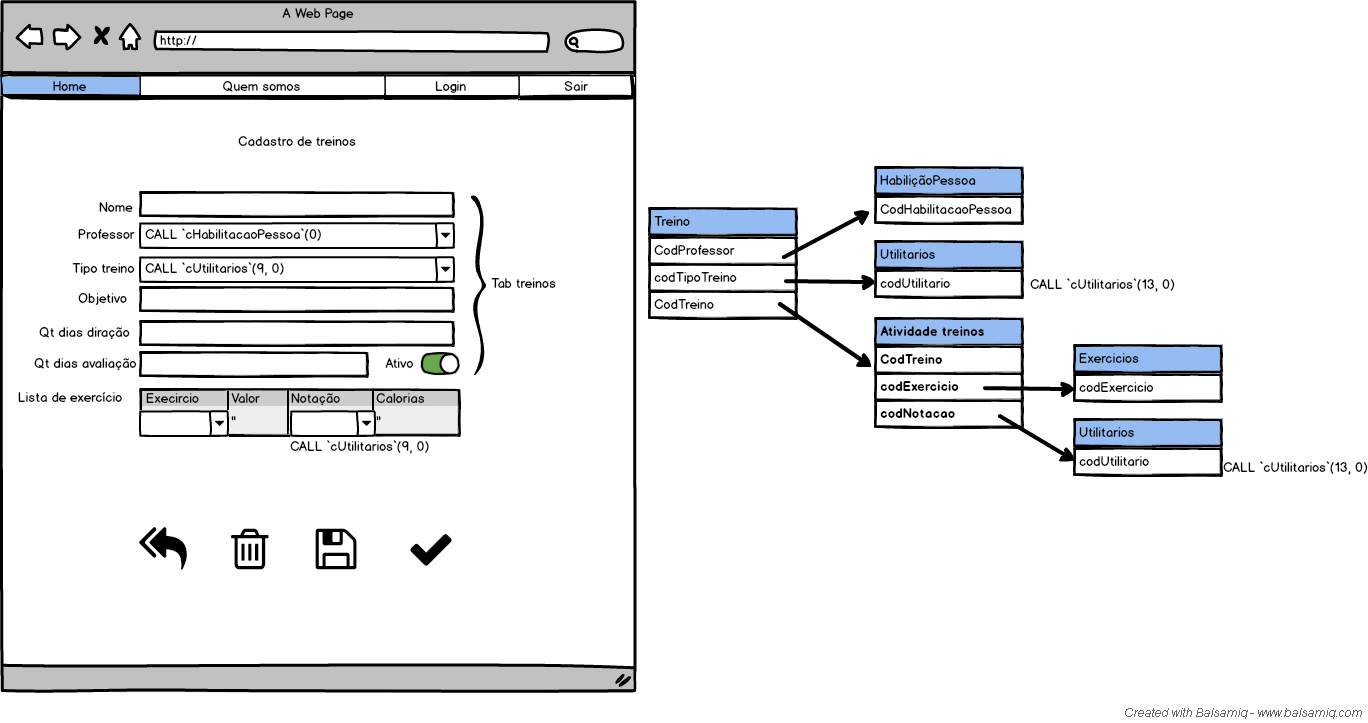 A Web Page
http://
Home
Quem somos
Login
Sair
Cadastro de treinos
Nome
Professor
CALL `cHabilitacaoPessoa`(0)
Tipo treino
CALL `cUtilitarios`(9, 0)
Objetivo
Qt dias diração
Qt dias avaliação
Ativo
Tab treinos
Lista de exercício
Execircio
Valor
Notação
Calorias
"
"
CALL `cUtilitarios`(9, 0)
Treino
CodProfessor
codTipoTreino
CodTreino
HabiliçãoPessoa
CodHabilitacaoPessoa
Utilitarios
codUtilitario
CALL `cUtilitarios`(13, 0)
Atividade treinos
CodTreino
codExercicio
codNotacao
Exercicios
codExercicio
Utilitarios
codUtilitario
CALL `cUtilitarios`(13, 0)
Created with Balsamiq - www.balsamiq.com